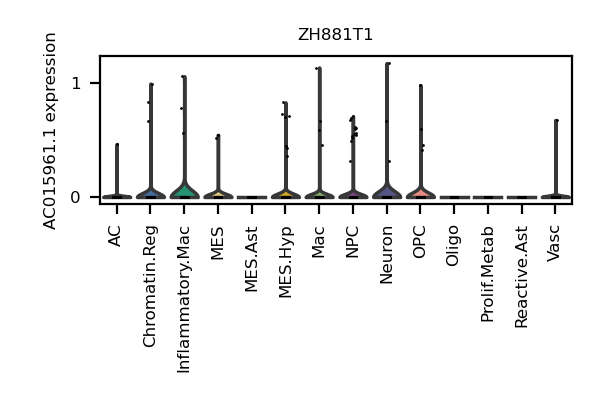 ZH881T1
AC015961.1 expression
1
0
AC
Chromatin.Reg
Inflammatory.Mac
MES
MES.Ast
MES.Hyp
Mac
NPC
Neuron
OPC
Oligo
Prolif.Metab
Reactive.Ast
Vasc